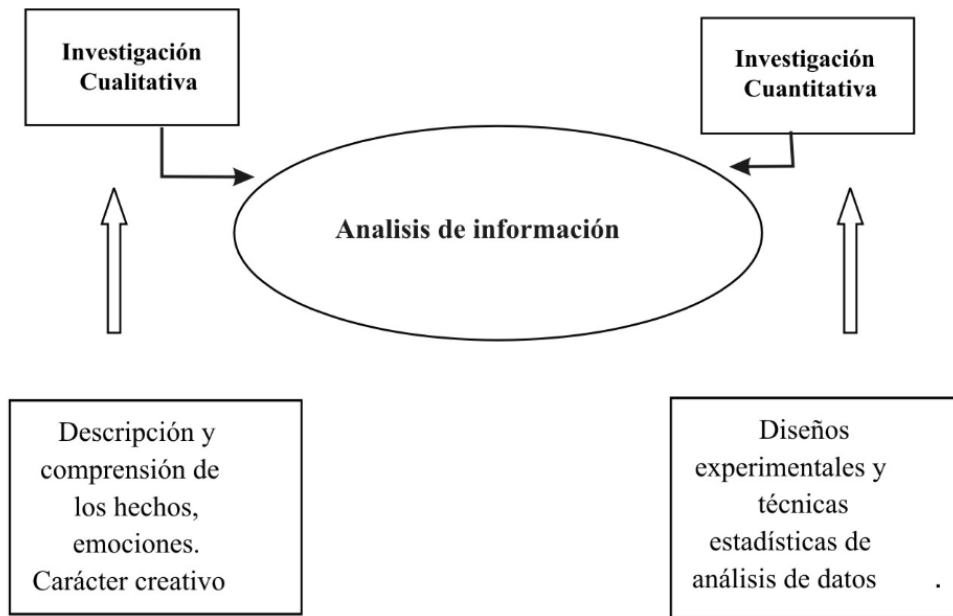 Investigación
Cualitativa
Investigación
Cuantitativa
Analisis de información
Descripción y
comprensión de
los hechos,
emociones.
Carácter creativo
Diseños
experimentales y
técnicas
estadísticas de
análisis de datos .